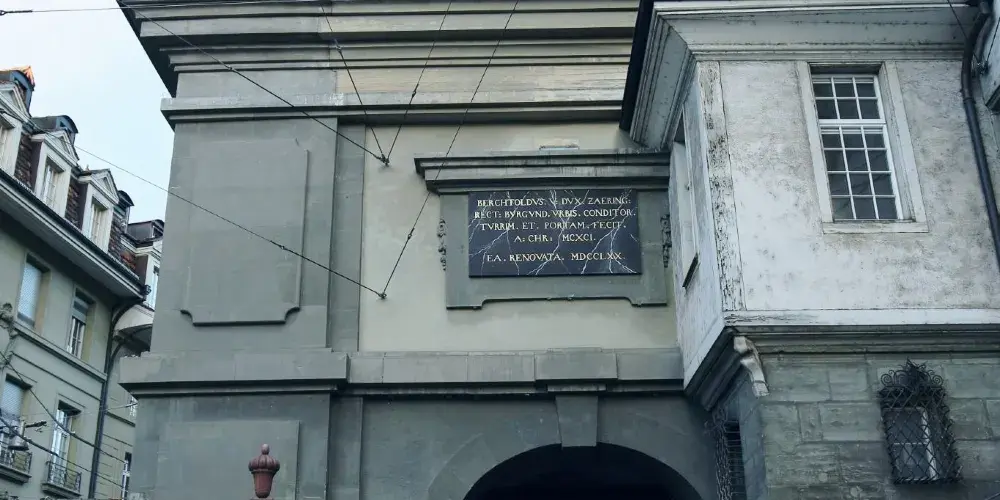 BERCHTOLDVS. V. DVX. ZAERING:
RECT: BVRGVND. VRBIS. CONDITOR.
TVRRIM. ET. PORTAM. FECIT.
A: CHR: MCXCI.
EA. RENOVATA. MDCCLXX.